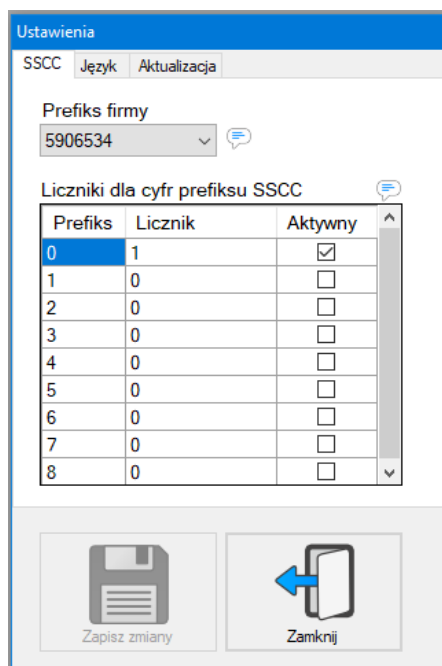 Ustawienia
SSCC Język Aktualizacja
Prefiks firmy
5906534
Liczniki dla cyfr prefiksu SSCC
Prefiks Licznik Aktywny
0 1
1 0
2 0
3 0
4 0
5 0
6 0
7 0
8 0
Zapisz zmiany Zamknij